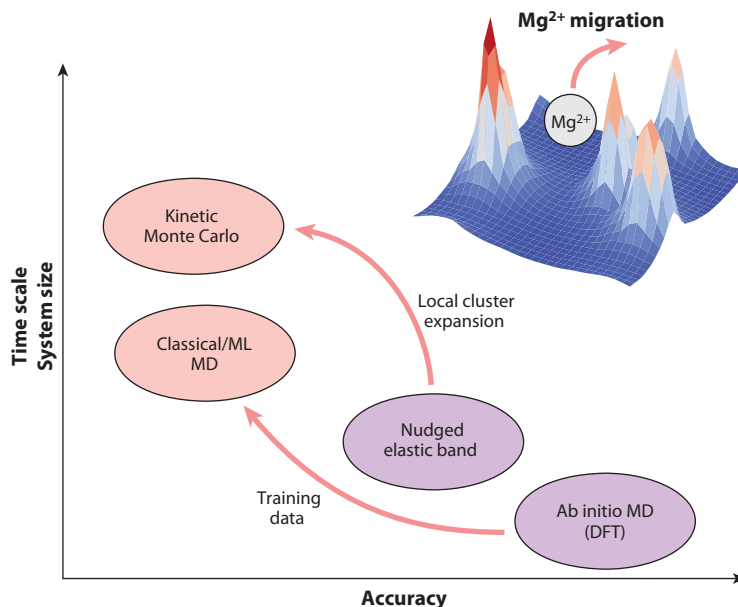 Mg²⁺ migration
Mg²⁺
Kinetic
Monte Carlo
Local cluster
expansion
Classical/ML
MD
Nudged
elastic band
Training
data
Ab initio MD
(DFT)
Time scale
System size
Accuracy